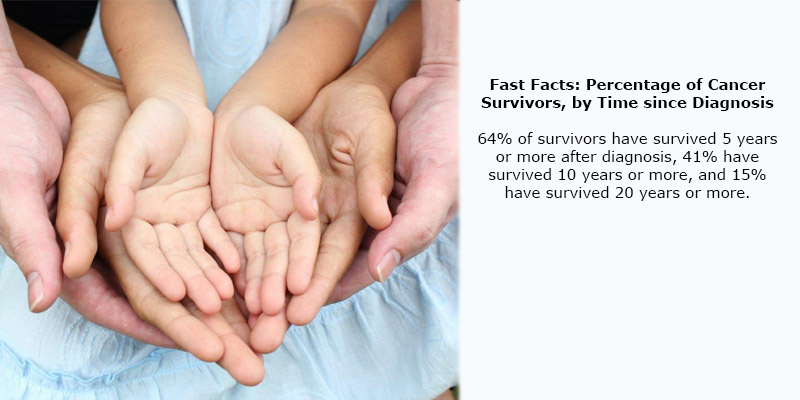 Fast Facts: Percentage of Cancer
Survivors, by Time since Diagnosis
64% of survivors have survived 5 years
or more after diagnosis, 41% have
survived 10 years or more, and 15%
have survived 20 years or more.